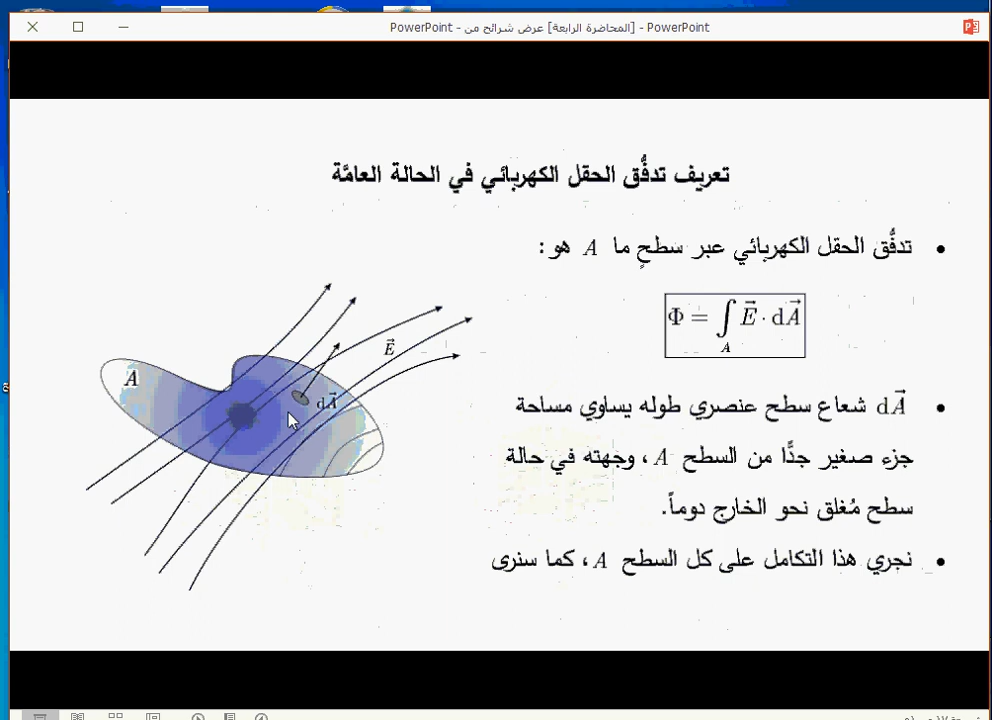 PowerPoint - [المحاضرة الرابعة] عرض شرائح من - PowerPoint
تعريف تدفُّق الحقل الكهربائي في الحالة العامَّة
• تدفُّق الحقل الكهربائي عبر سطحٍ ما A هو:
Φ = ∫_A E⃗ · dA⃗
• dA⃗ شعاع سطح عنصري طوله يساوي مساحة
جزء صغير جدًّا من السطح A، وجهته في حالة
سطح مُغلق نحو الخارج دوماً.
• نجري هذا التكامل على كل السطح A، كما سنرى
A
E⃗
dA⃗